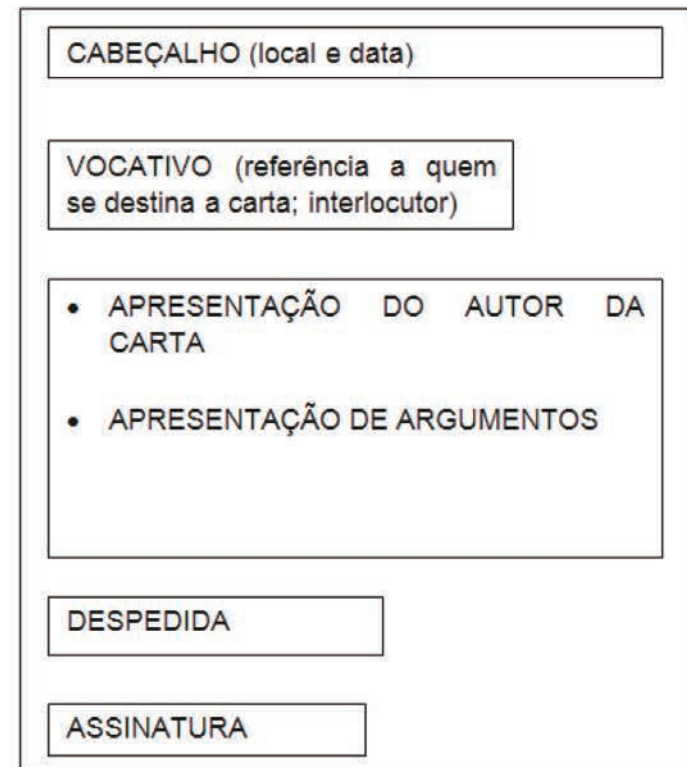 CABEÇALHO (local e data)
VOCATIVO (referência a quem
se destina a carta; interlocutor)
• APRESENTAÇÃO DO AUTOR DA
CARTA
• APRESENTAÇÃO DE ARGUMENTOS
DESPEDIDA
ASSINATURA